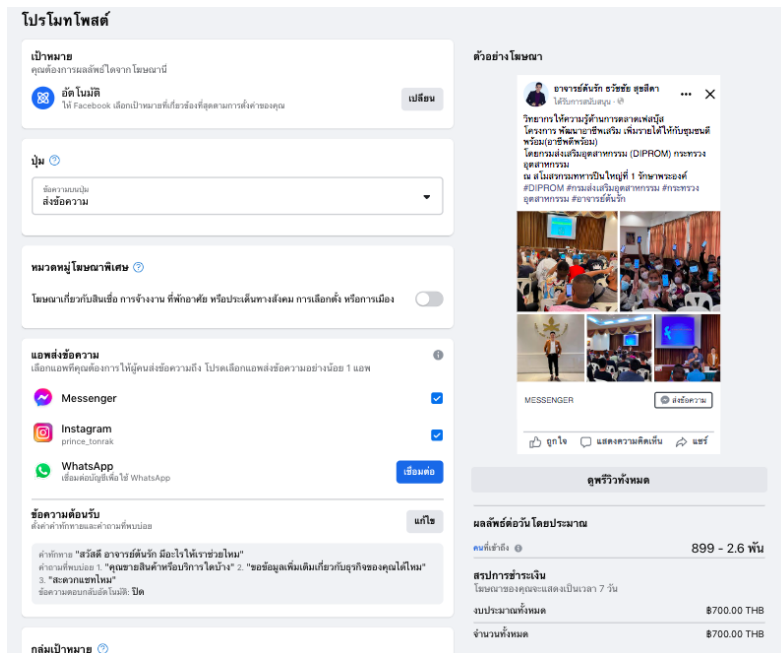 โปรโมทโพสต์
เป้าหมาย
คุณต้องการผลลัพธ์ใดจากโฆษณานี้
อัตโนมัติ
ให้ Facebook เลือกเป้าหมายที่เกี่ยวข้องที่สุดตามการตั้งค่าของคุณ
เปลี่ยน
ปุ่ม
ข้อความบนปุ่ม
ส่งข้อความ
หมวดหมู่โฆษณาพิเศษ
โฆษณาเกี่ยวกับสินเชื่อ การจ้างงาน ที่พักอาศัย หรือประเด็นทางสังคม การเลือกตั้ง หรือการเมือง
แอพส่งข้อความ
เลือกแอพที่คุณต้องการให้ผู้คนส่งข้อความถึง โปรดเลือกแอพส่งข้อความอย่างน้อย 1 แอพ
Messenger
Instagram
prince_tonrak
WhatsApp
เชื่อมต่อบัญชีเพื่อใช้ WhatsApp
เชื่อมต่อ
ข้อความต้อนรับ
ตั้งค่าคำทักทายและคำถามที่พบบ่อย
แก้ไข
คำทักทาย "สวัสดี อาจารย์ต้นรัก มีอะไรให้เราช่วยไหม"
คำถามที่พบบ่อย 1. "คุณขายสินค้าหรือบริการใดบ้าง" 2. "ขอข้อมูลเพิ่มเติมเกี่ยวกับธุรกิจของคุณได้ไหม"
3. "สะดวกแชทไหม"
ข้อความตอบกลับอัตโนมัติ: ปิด
กลุ่มเป้าหมาย
ตัวอย่างโฆษณา
อาจารย์ต้นรัก ธวัชชัย สุขสีดา
ได้รับการสนับสนุน
วิทยากรให้ความรู้ด้านการตลาดเฟสบุ๊ส
โครงการ พัฒนาอาชีพเสริม เพิ่มรายได้ให้กับชุมชนดี
พร้อม(อาชีพดีพร้อม)
โดยกรมส่งเสริมอุตสาหกรรม (DIPROM) กระทรวง
อุตสาหกรรม
ณ สโมสรกรมทหารปืนใหญ่ที่ 1 รักษาพระองค์
#DIPROM #กรมส่งเสริมอุตสาหกรรม #กระทรวง
อุตสาหกรรม #อาจารย์ต้นรัก
MESSENGER
ส่งข้อความ
ถูกใจ แสดงความคิดเห็น แชร์
ดูพรีวิวทั้งหมด
ผลลัพธ์ต่อวันโดยประมาณ
คนที่เข้าถึง 899 - 2.6 พัน
สรุปการชำระเงิน
โฆษณาของคุณจะแสดงเป็นเวลา 7 วัน
งบประมาณทั้งหมด ฿700.00 THB
จำนวนทั้งหมด ฿700.00 THB